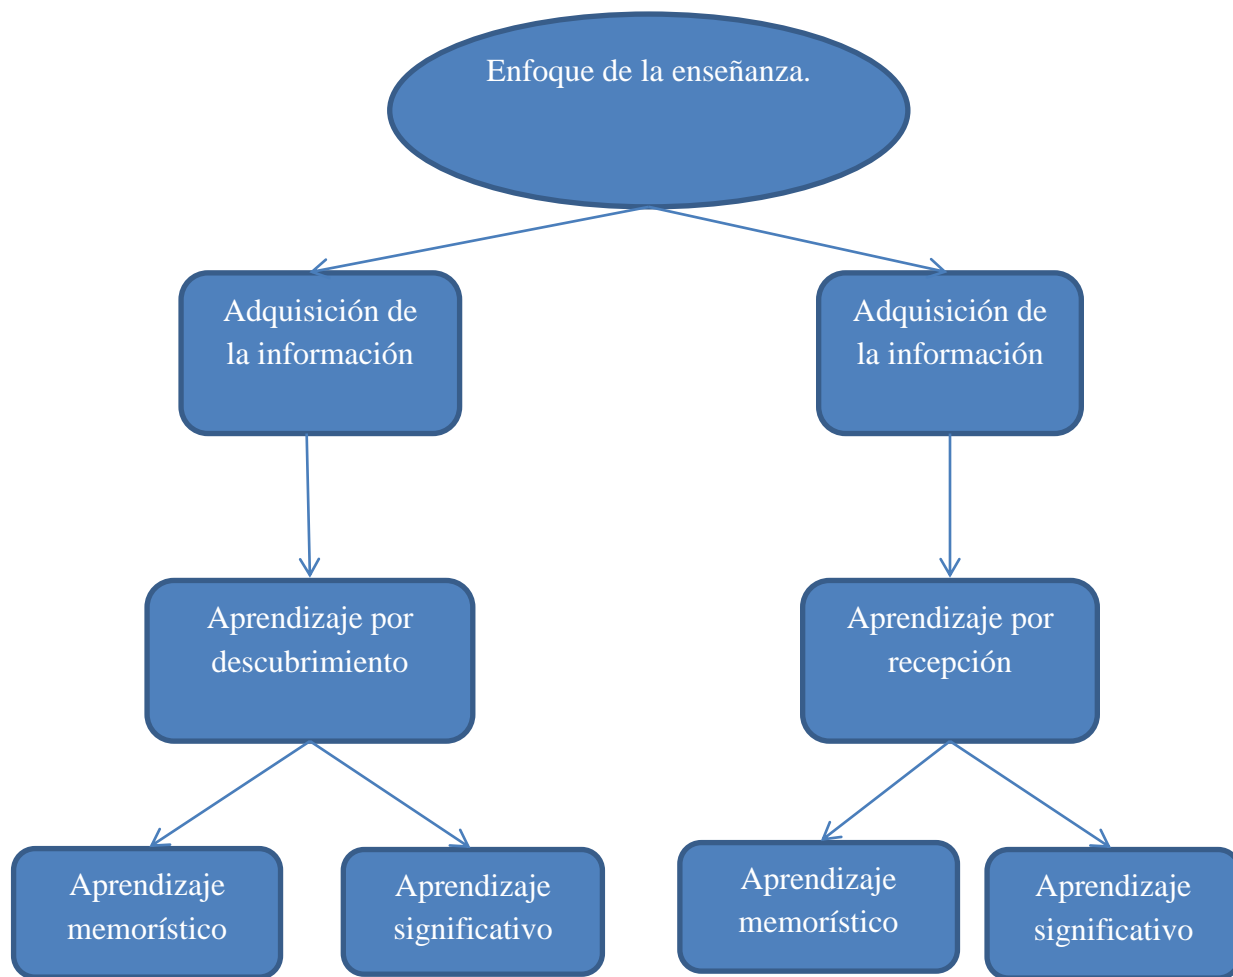 Enfoque de la enseñanza.
Adquisición de
la información
Adquisición de
la información
Aprendizaje por
descubrimiento
Aprendizaje por
recepción
Aprendizaje
memorístico
Aprendizaje
significativo
Aprendizaje
memorístico
Aprendizaje
significativo